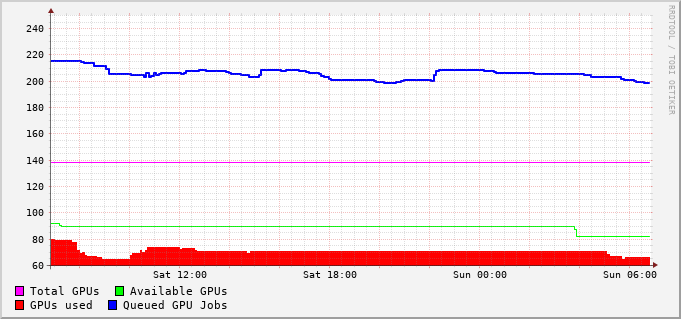 240
220
200
180
160
140
120
100
80
60
Sat 12:00 Sat 18:00 Sun 00:00 Sun 06:00
Total GPUs Available GPUs
GPUs used Queued GPU Jobs
RRDTOOL / TOBI OETIKER